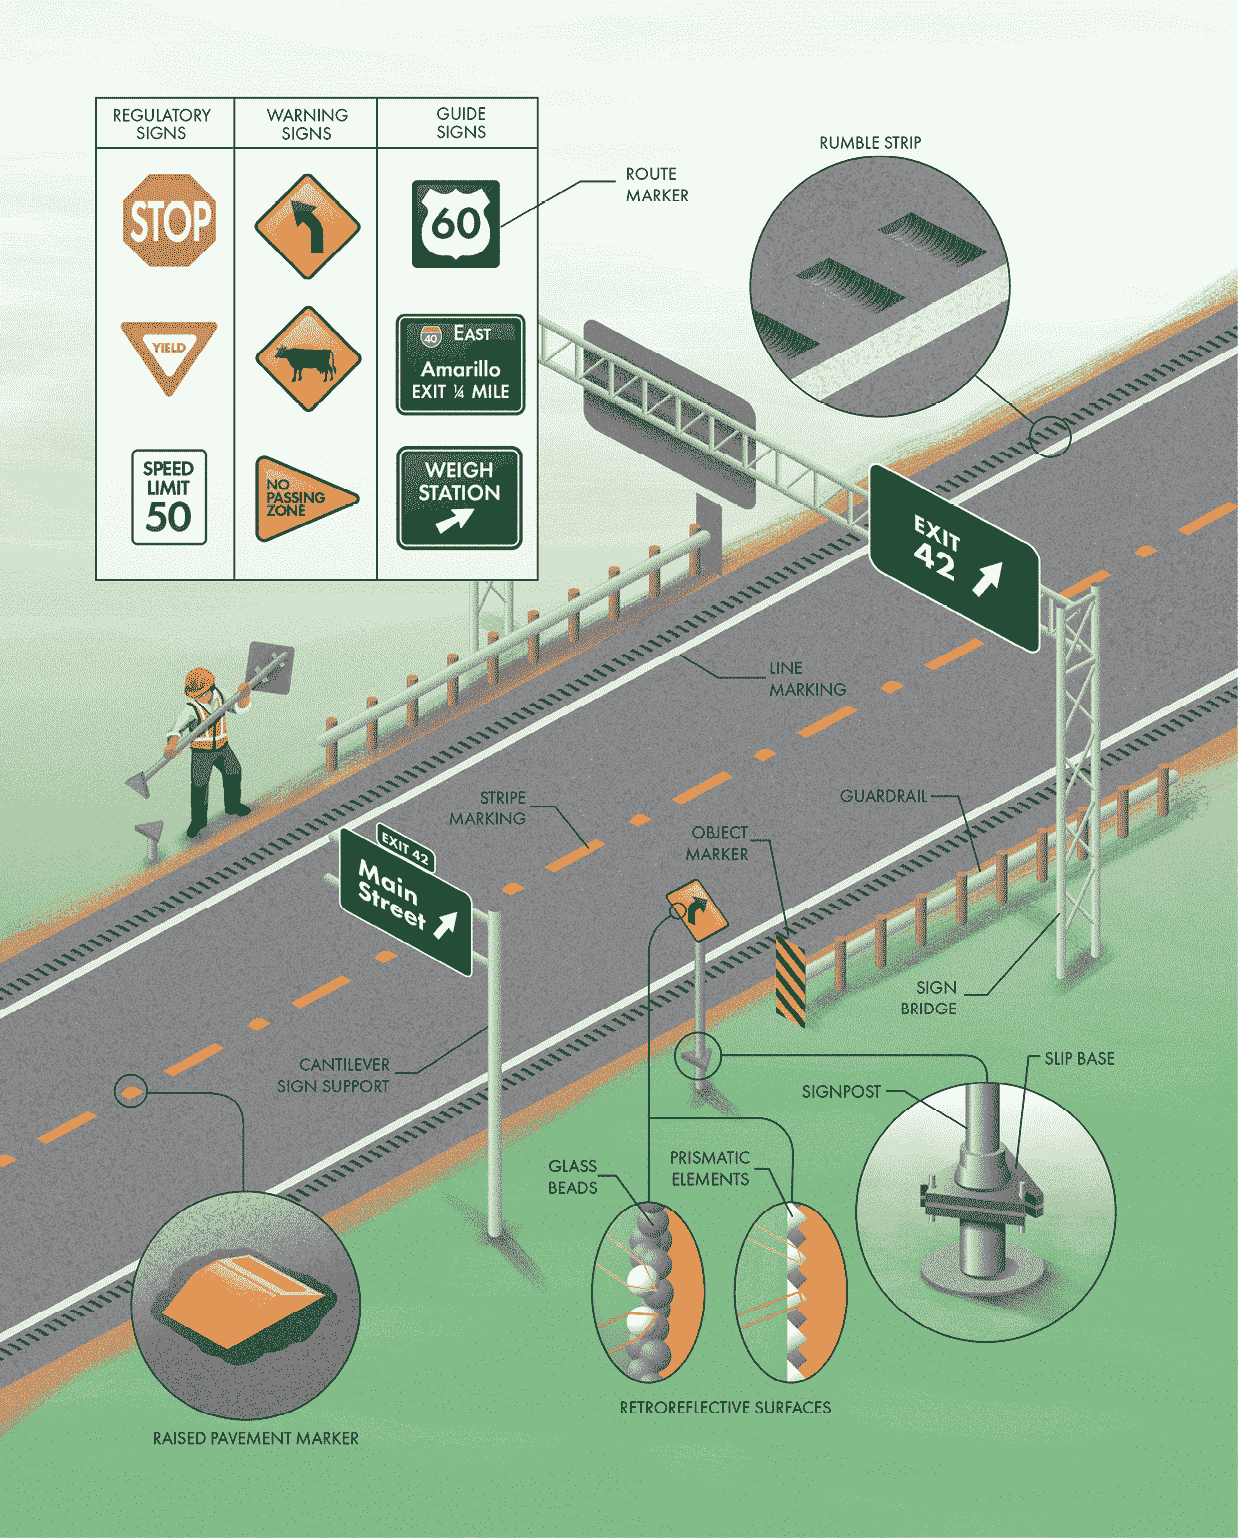 REGULATORY
SIGNS
WARNING
SIGNS
GUIDE
SIGNS
STOP
60
ROUTE
MARKER
YIELD
40 EAST
Amarillo
EXIT ¼ MILE
SPEED
LIMIT
50
NO
PASSING
ZONE
WEIGH
STATION
RUMBLE STRIP
EXIT
42
LINE
MARKING
STRIPE
MARKING
GUARDRAIL
OBJECT
MARKER
EXIT 42
Main
Street
SIGN
BRIDGE
CANTILEVER
SIGN SUPPORT
SLIP BASE
SIGNPOST
GLASS
BEADS
PRISMATIC
ELEMENTS
RETROREFLECTIVE SURFACES
RAISED PAVEMENT MARKER